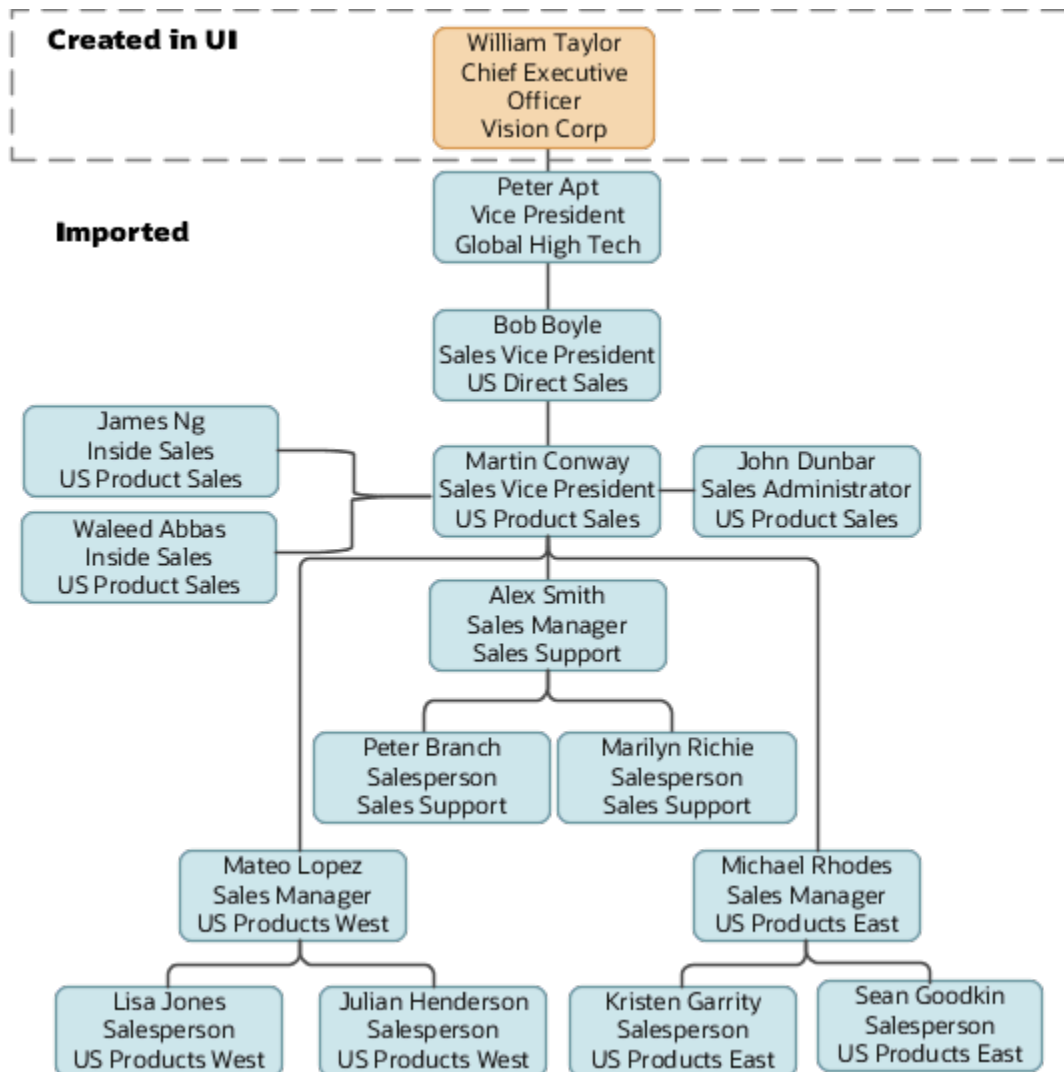 Created in UI
William Taylor
Chief Executive
Officer
Vision Corp
Imported
Peter Apt
Vice President
Global High Tech
Bob Boyle
Sales Vice President
US Direct Sales
James Ng
Inside Sales
US Product Sales
Waleed Abbas
Inside Sales
US Product Sales
Martin Conway
Sales Vice President
US Product Sales
John Dunbar
Sales Administrator
US Product Sales
Alex Smith
Sales Manager
Sales Support
Peter Branch
Salesperson
Sales Support
Marilyn Richie
Salesperson
Sales Support
Mateo Lopez
Sales Manager
US Products West
Michael Rhodes
Sales Manager
US Products East
Lisa Jones
Salesperson
US Products West
Julian Henderson
Salesperson
US Products West
Kristen Garrity
Salesperson
US Products East
Sean Goodkin
Salesperson
US Products East